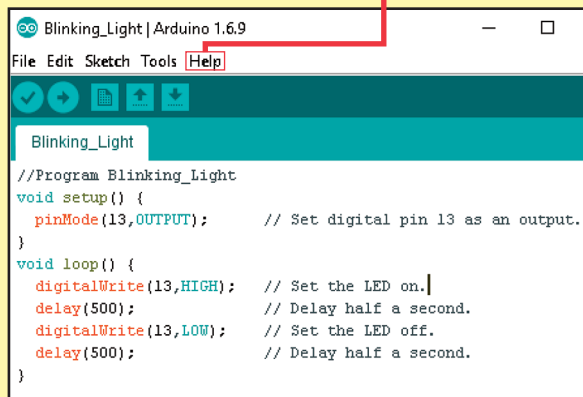 Blinking_Light | Arduino 1.6.9
File Edit Sketch Tools Help
Blinking_Light
//Program Blinking_Light
void setup() {
  pinMode(13,OUTPUT);       // Set digital pin 13 as an output.
}
void loop() {
  digitalWrite(13,HIGH);   // Set the LED on.
  delay(500);              // Delay half a second.
  digitalWrite(13,LOW);    // Set the LED off.
  delay(500);              // Delay half a second.
}